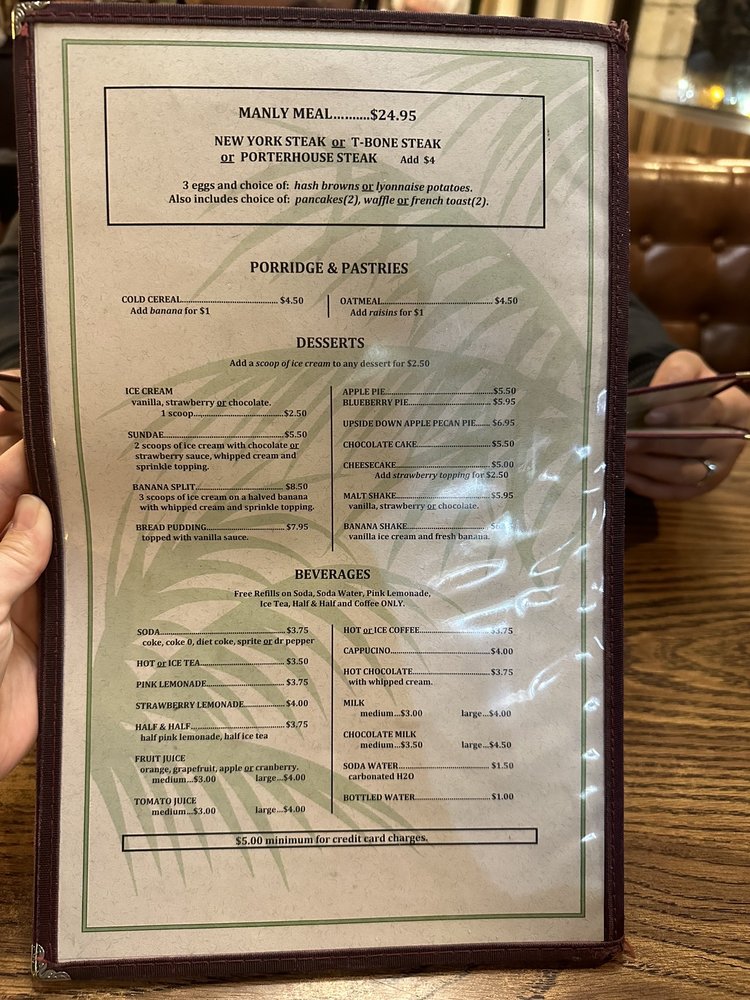 MANLY MEAL..........$24.95
NEW YORK STEAK or T-BONE STEAK
or PORTERHOUSE STEAK Add $4
3 eggs and choice of: hash browns or lyonnaise potatoes.
Also includes choice of: pancakes(2), waffle or french toast(2).
PORRIDGE & PASTRIES
COLD CEREAL........................................ $4.50
Add banana for $1
OATMEAL............................................. $4.50
Add raisins for $1
DESSERTS
Add a scoop of ice cream to any dessert for $2.50
ICE CREAM
vanilla, strawberry or chocolate.
1 scoop....................................$2.50
SUNDAE.................................................$5.50
2 scoops of ice cream with chocolate or
strawberry sauce, whipped cream and
sprinkle topping.
BANANA SPLIT.................................... $8.50
3 scoops of ice cream on a halved banana
with whipped cream and sprinkle topping.
BREAD PUDDING................................ $7.95
topped with vanilla sauce.
APPLE PIE...........................................$5.50
BLUEBERRY PIE................................. $5.95
UPSIDE DOWN APPLE PECAN PIE...... $6.95
CHOCOLATE CAKE............................. $5.50
CHEESECAKE..................................... $5.00
Add strawberry topping for $2.50
MALT SHAKE..................................... $5.95
vanilla, strawberry or chocolate.
BANANA SHAKE.................................
vanilla ice cream and fresh banana.
BEVERAGES
Free Refills on Soda, Soda Water, Pink Lemonade,
Ice Tea, Half & Half and Coffee ONLY.
SODA..................................................... $3.75
coke, coke 0, diet coke, sprite or dr pepper
HOT or ICE TEA................................... $3.50
PINK LEMONADE................................ $3.75
STRAWBERRY LEMONADE................. $4.00
HALF & HALF...................................... $3.75
half pink lemonade, half ice tea
FRUIT JUICE
orange, grapefruit, apple or cranberry.
medium...$3.00 large...$4.00
TOMATO JUICE
medium...$3.00 large...$4.00
HOT or ICE COFFEE............................. $3.75
CAPPUCINO........................................ $4.00
HOT CHOCOLATE................................ $3.75
with whipped cream.
MILK
medium...$3.00 large...$4.00
CHOCOLATE MILK
medium...$3.50 large...$4.50
SODA WATER...................................... $1.50
carbonated H2O
BOTTLED WATER................................ $1.00
$5.00 minimum for credit card charges.